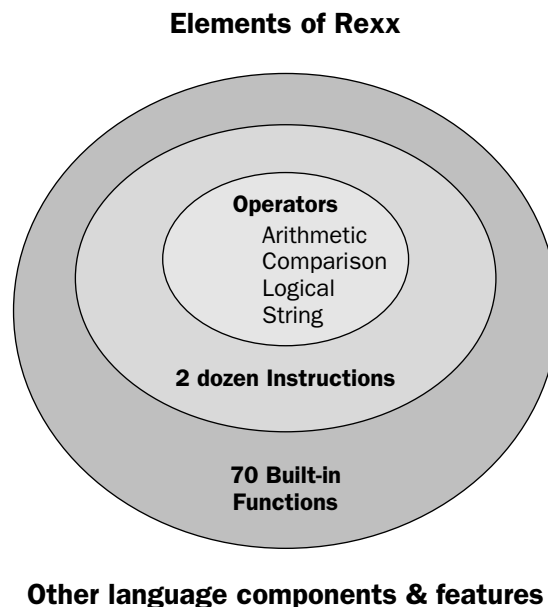 Elements of Rexx
Operators
Arithmetic
Comparison
Logical
String
2 dozen Instructions
70 Built-in
Functions
Other language components & features